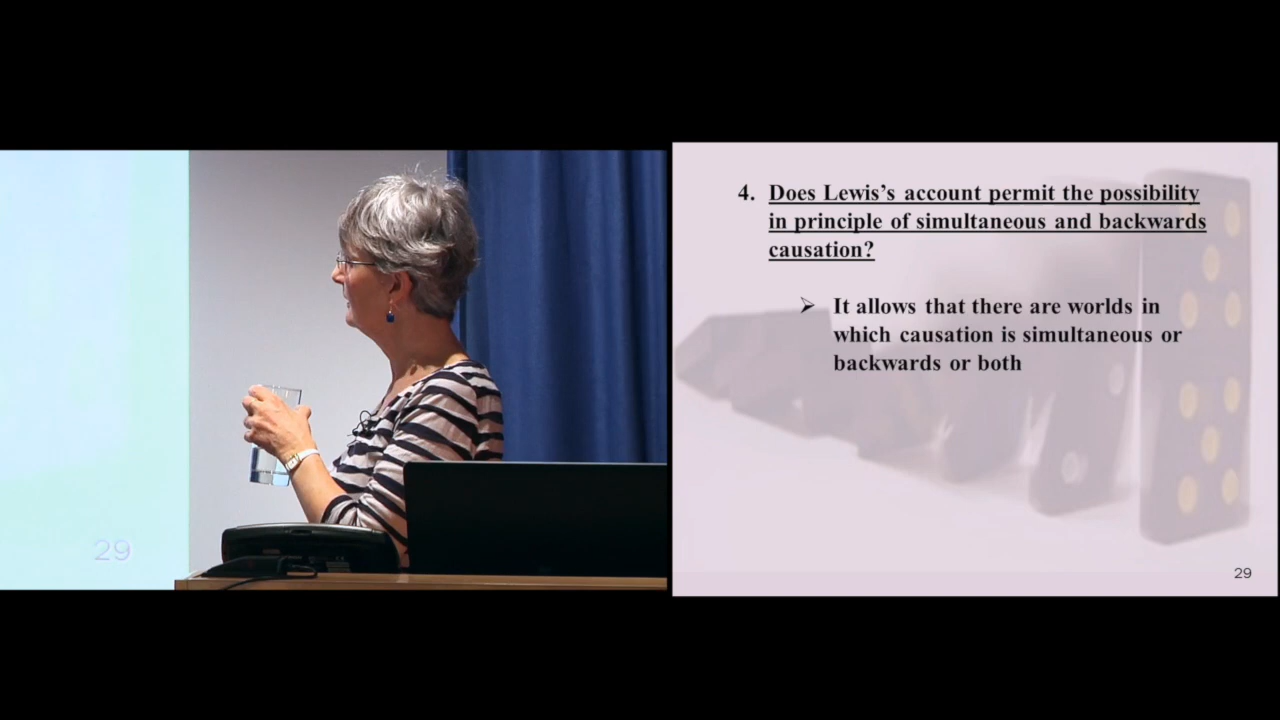 29
4. Does Lewis's account permit the possibility
in principle of simultaneous and backwards
causation?
➢ It allows that there are worlds in
which causation is simultaneous or
backwards or both
29